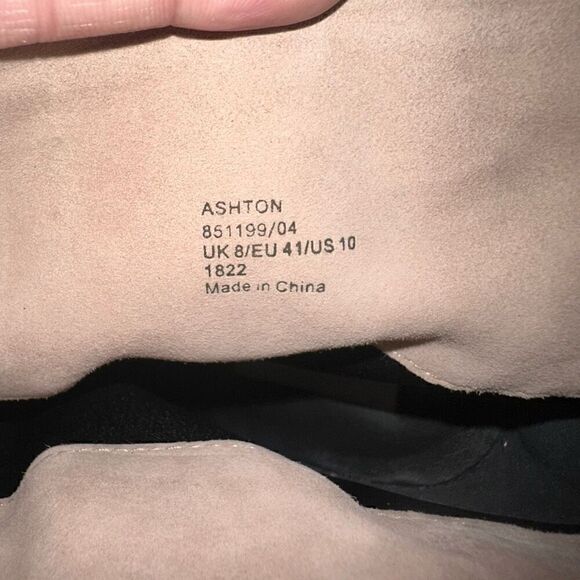 ASHTON
851199/04
UK 8/EU 41/US 10
1822
Made in China